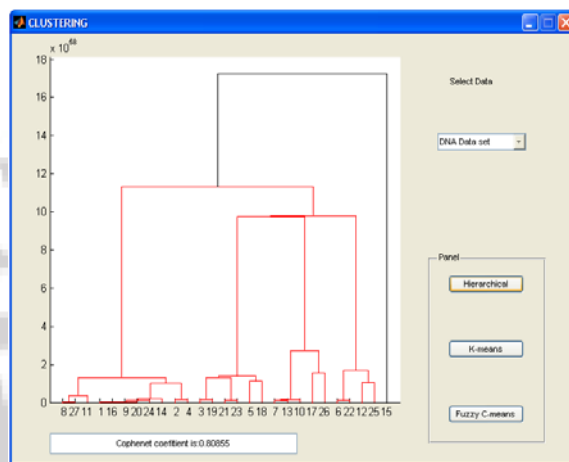 CLUSTERING
x 10^68
18
16
14
12
10
8
6
4
2
0
8 27 11 1 16 9 20 24 14 2 4 3 19 21 23 5 18 7 13 10 17 26 6 22 12 25 15
Cophenet coefitient is:0.80855
Select Data
DNA Data set
Panel
Hierarchical
K-means
Fuzzy C-means